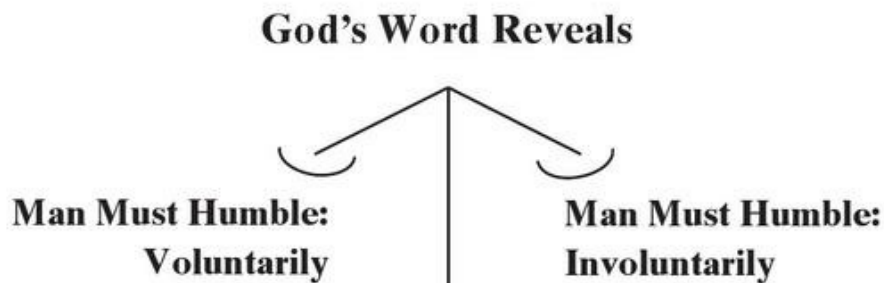 God’s Word Reveals
Man Must Humble:
Voluntarily
Man Must Humble:
Involuntarily